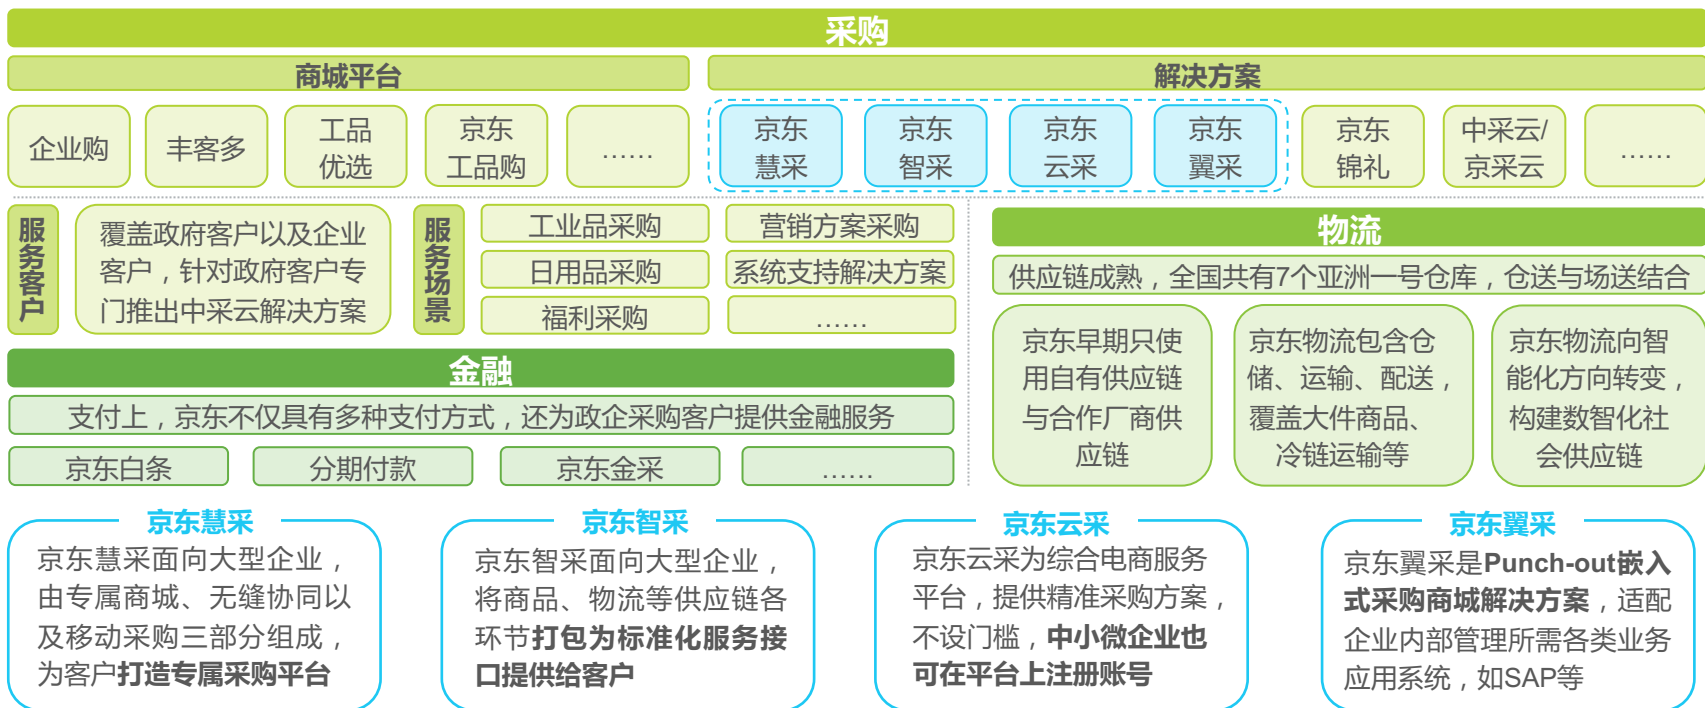 采购
商城平台
解决方案
企业购
丰客多
工品
优选
京东
工品购
……
京东
慧采
京东
智采
京东
云采
京东
翼采
京东
锦礼
中采云/
京采云
……
服务客户
覆盖政府客户以及企业
客户，针对政府客户专
门推出中采云解决方案
服务场景
工业品采购
营销方案采购
日用品采购
系统支持解决方案
福利采购
……
物流
供应链成熟，全国共有7个亚洲一号仓库，仓送与场送结合
京东早期只使
用自有供应链
与合作厂商供
应链
京东物流包含仓
储、运输、配送，
覆盖大件商品、
冷链运输等
京东物流向智
能化方向转变，
构建数智化社
会供应链
金融
支付上，京东不仅具有多种支付方式，还为政企采购客户提供金融服务
京东白条
分期付款
京东金采
……
京东慧采
京东慧采面向大型企业，
由专属商城、无缝协同以
及移动采购三部分组成，
为客户打造专属采购平台
京东智采
京东智采面向大型企业，
将商品、物流等供应链各
环节打包为标准化服务接
口提供给客户
京东云采
京东云采为综合电商服务
平台，提供精准采购方案，
不设门槛，中小微企业也
可在平台上注册账号
京东翼采
京东翼采是Punch-out嵌入
式采购商城解决方案，适配
企业内部管理所需各类业务
应用系统，如SAP等